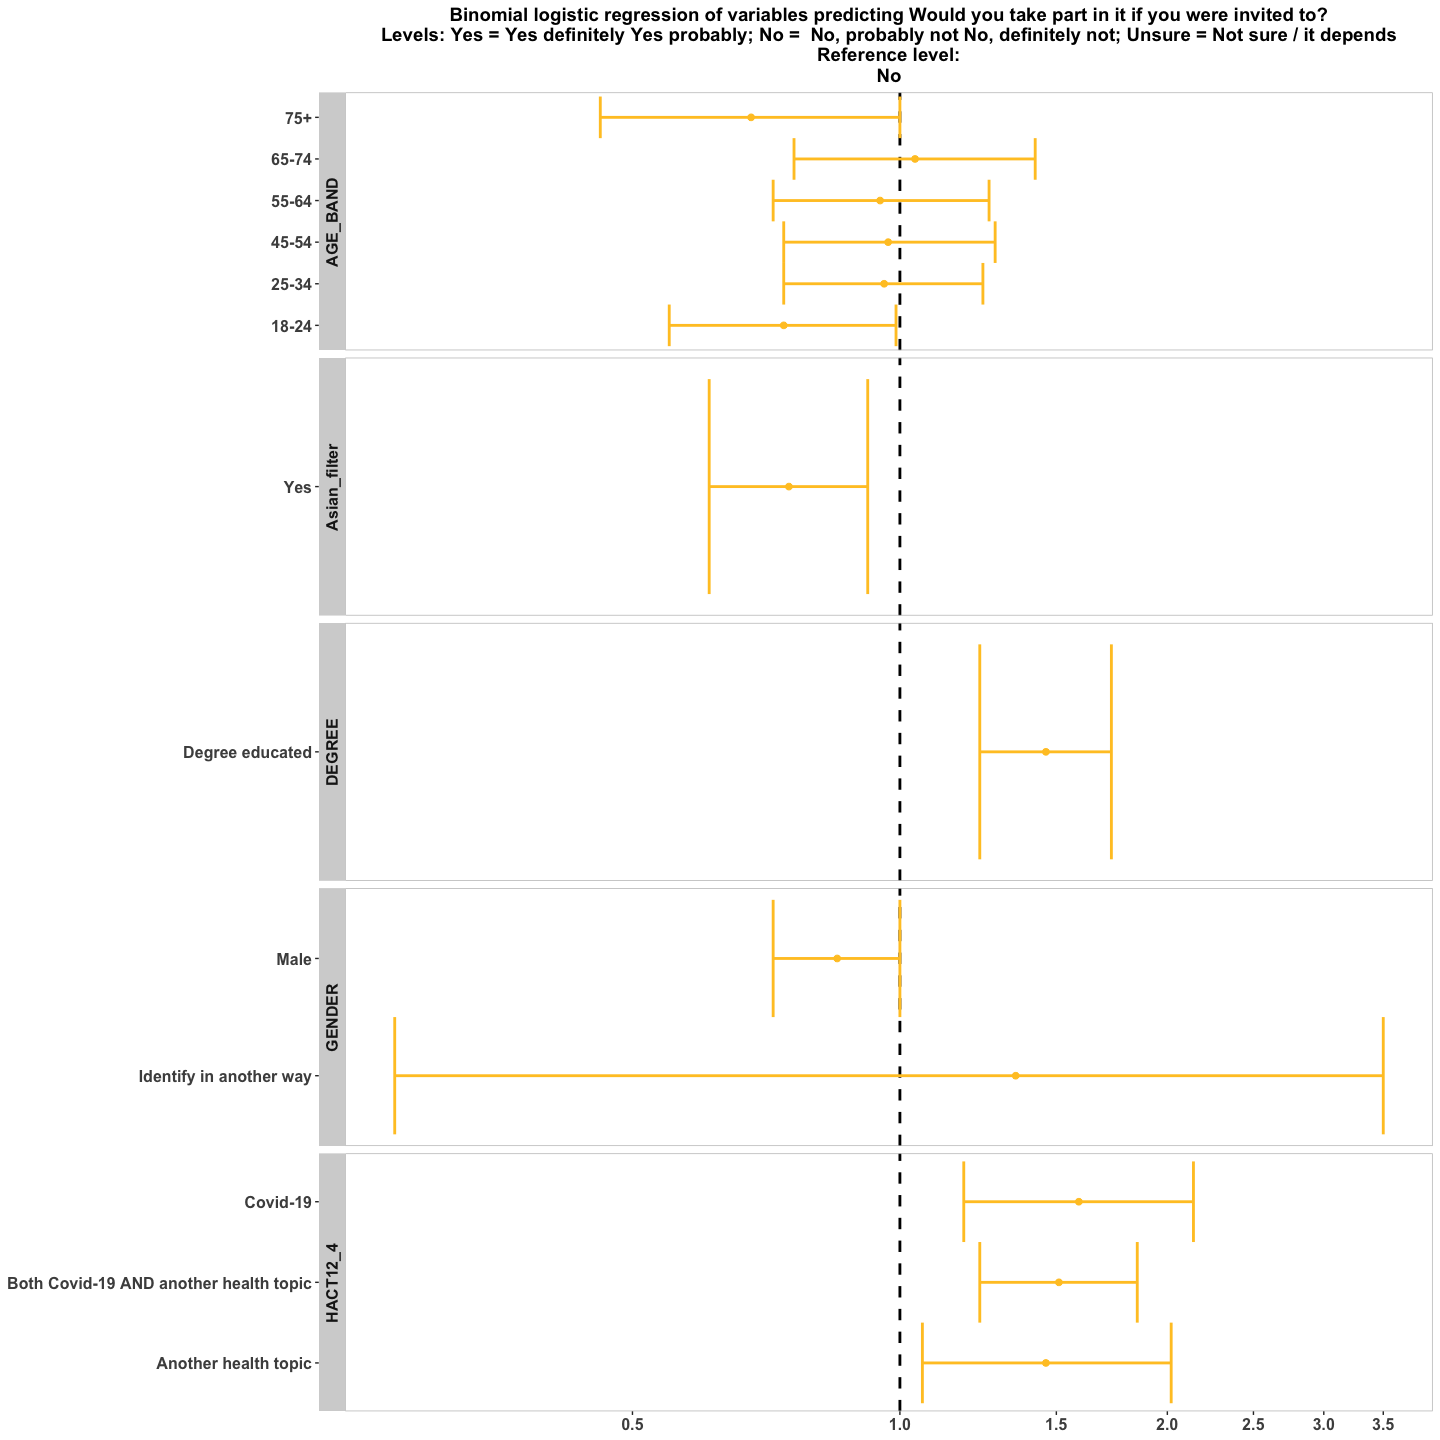 Binomial logistic regression of variables predicting Would you take part in it if you were invited to?
Levels: Yes = Yes definitely Yes probably; No =  No, probably not No, definitely not; Unsure = Not sure / it depends
Reference level:
No
AGE_BAND
75+
65-74
55-64
45-54
25-34
18-24
Asian_filter
Yes
DEGREE
Degree educated
GENDER
Male
Identify in another way
HACT12_4
Covid-19
Both Covid-19 AND another health topic
Another health topic
0.5 1.0 1.5 2.0 2.5 3.0 3.5